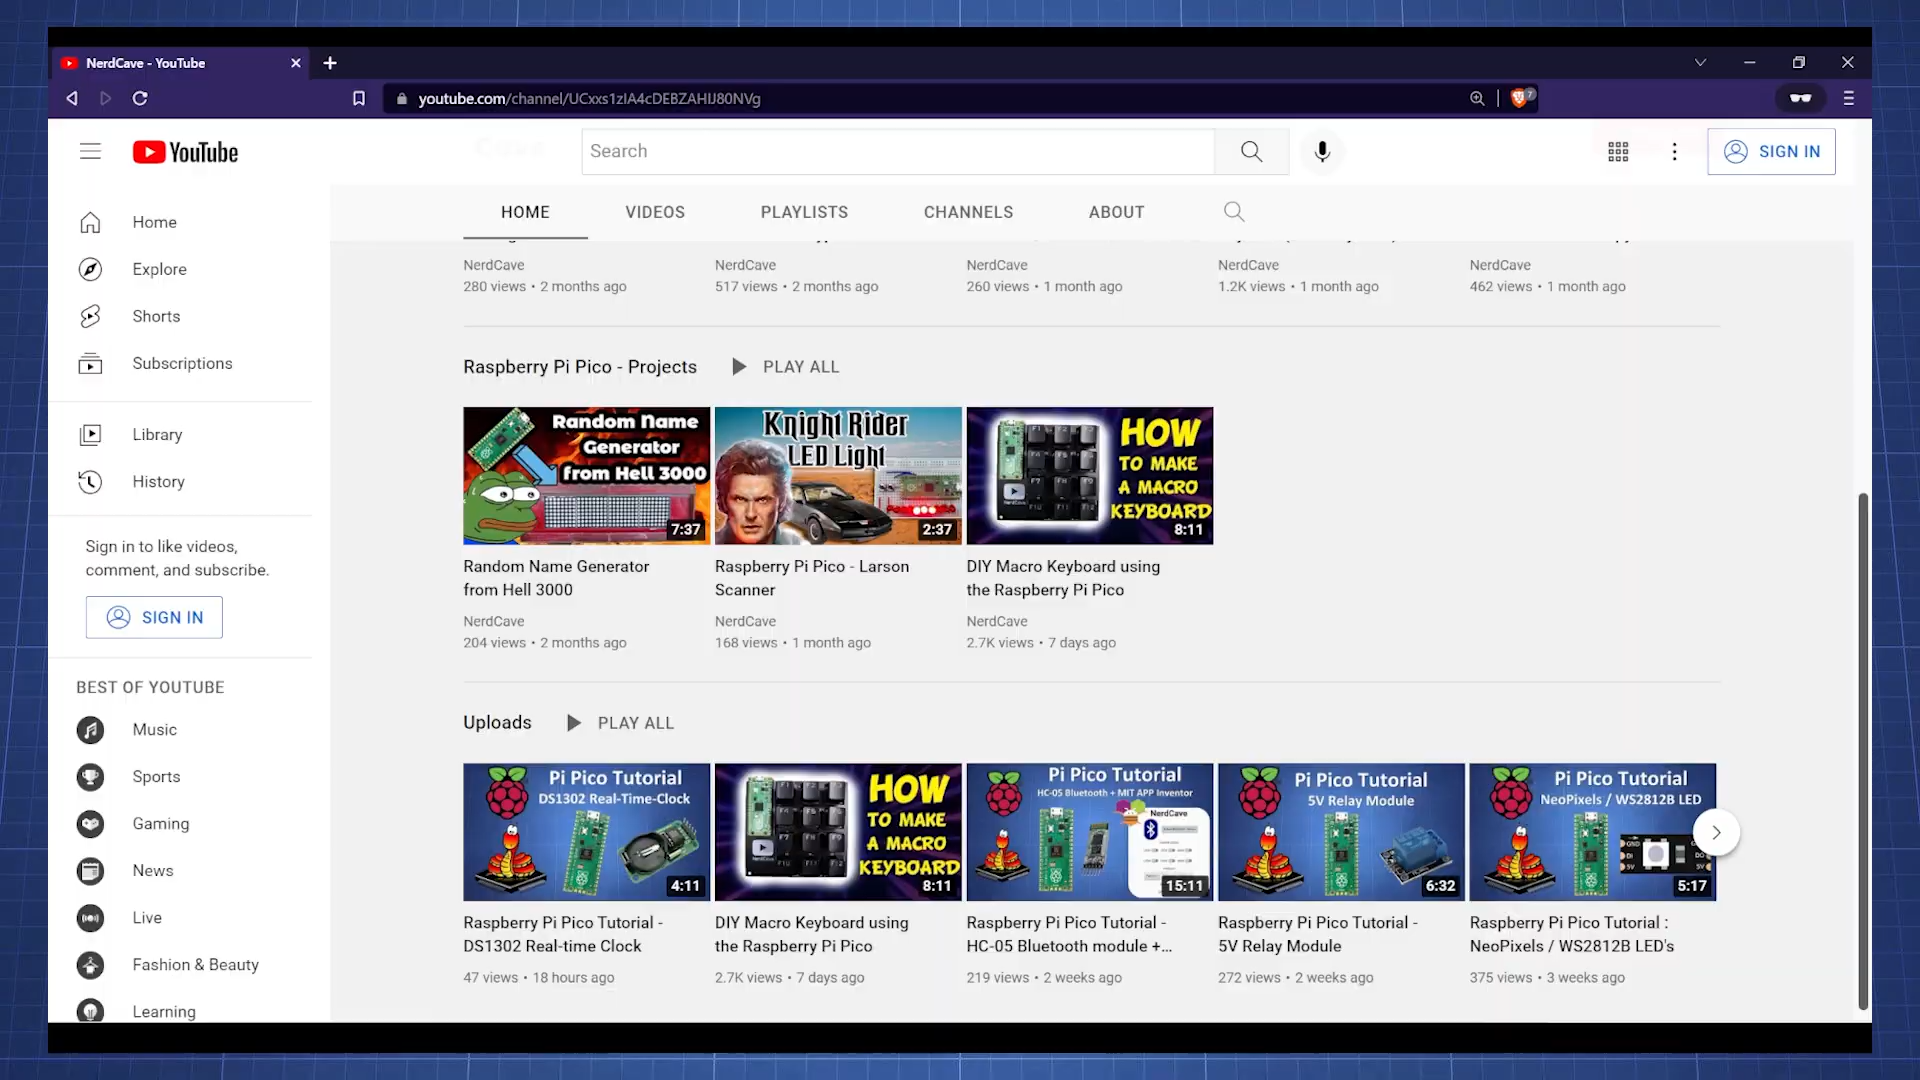 NerdCave - YouTube
youtube.com/channel/UCxxs1zIA4cDEBZAHIJ80NVg
7
YouTube
Search
SIGN IN
HOME VIDEOS PLAYLISTS CHANNELS ABOUT
NerdCave
280 views • 2 months ago
NerdCave
517 views • 2 months ago
NerdCave
260 views • 1 month ago
NerdCave
1.2K views • 1 month ago
NerdCave
462 views • 1 month ago
Home
Explore
Shorts
Subscriptions
Library
History
Sign in to like videos,
comment, and subscribe.
SIGN IN
BEST OF YOUTUBE
Music
Sports
Gaming
News
Live
Fashion & Beauty
Learning
Raspberry Pi Pico - Projects PLAY ALL
Random Name
Generator
from Hell 3000
7:37
Random Name Generator
from Hell 3000
NerdCave
204 views • 2 months ago
Knight Rider
LED Light
2:37
Raspberry Pi Pico - Larson
Scanner
NerdCave
168 views • 1 month ago
HOW
TO MAKE
A MACRO
KEYBOARD
8:11
DIY Macro Keyboard using
the Raspberry Pi Pico
NerdCave
2.7K views • 7 days ago
Uploads PLAY ALL
Pi Pico Tutorial
DS1302 Real-Time-Clock
4:11
Raspberry Pi Pico Tutorial -
DS1302 Real-time Clock
47 views • 18 hours ago
HOW
TO MAKE
A MACRO
KEYBOARD
8:11
DIY Macro Keyboard using
the Raspberry Pi Pico
2.7K views • 7 days ago
Pi Pico Tutorial
HC-05 Bluetooth + MIT APP Inventor
NerdCave
15:11
Raspberry Pi Pico Tutorial -
HC-05 Bluetooth module +...
219 views • 2 weeks ago
Pi Pico Tutorial
5V Relay Module
6:32
Raspberry Pi Pico Tutorial -
5V Relay Module
272 views • 2 weeks ago
Pi Pico Tutorial
NeoPixels / WS2812B LED
5:17
Raspberry Pi Pico Tutorial :
NeoPixels / WS2812B LED's
375 views • 3 weeks ago